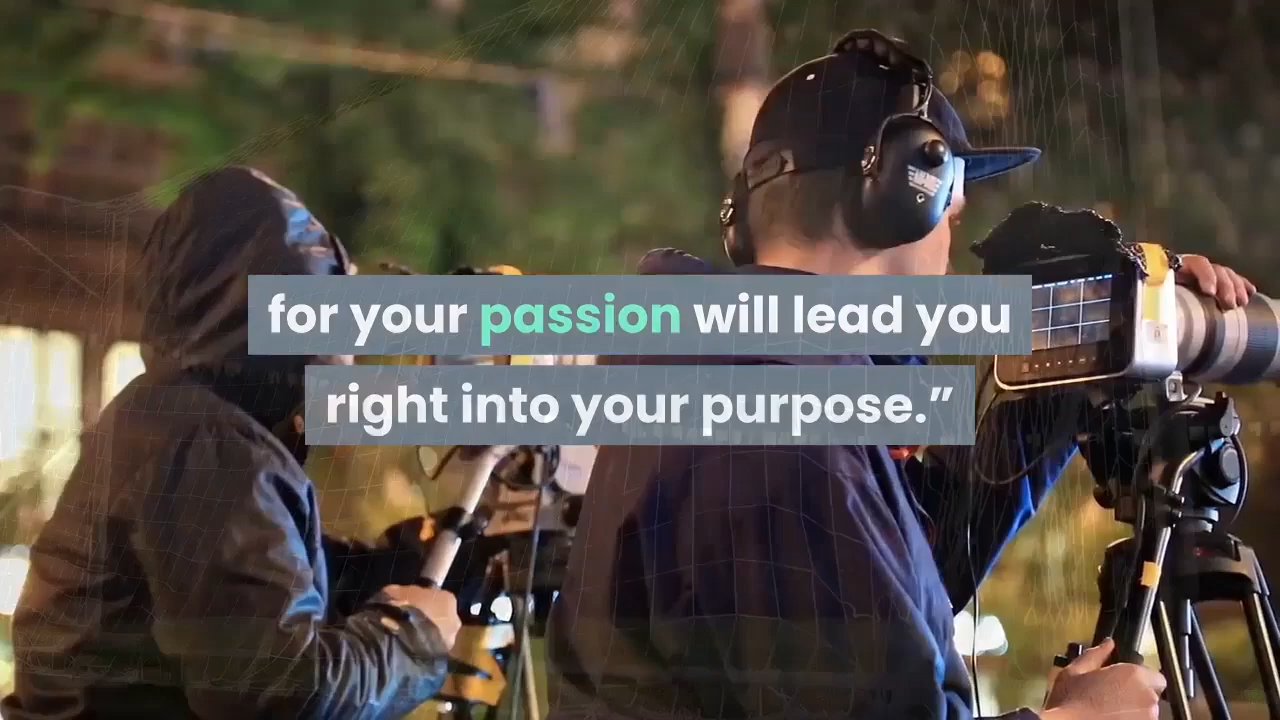 for your passion will lead you
right into your purpose.”